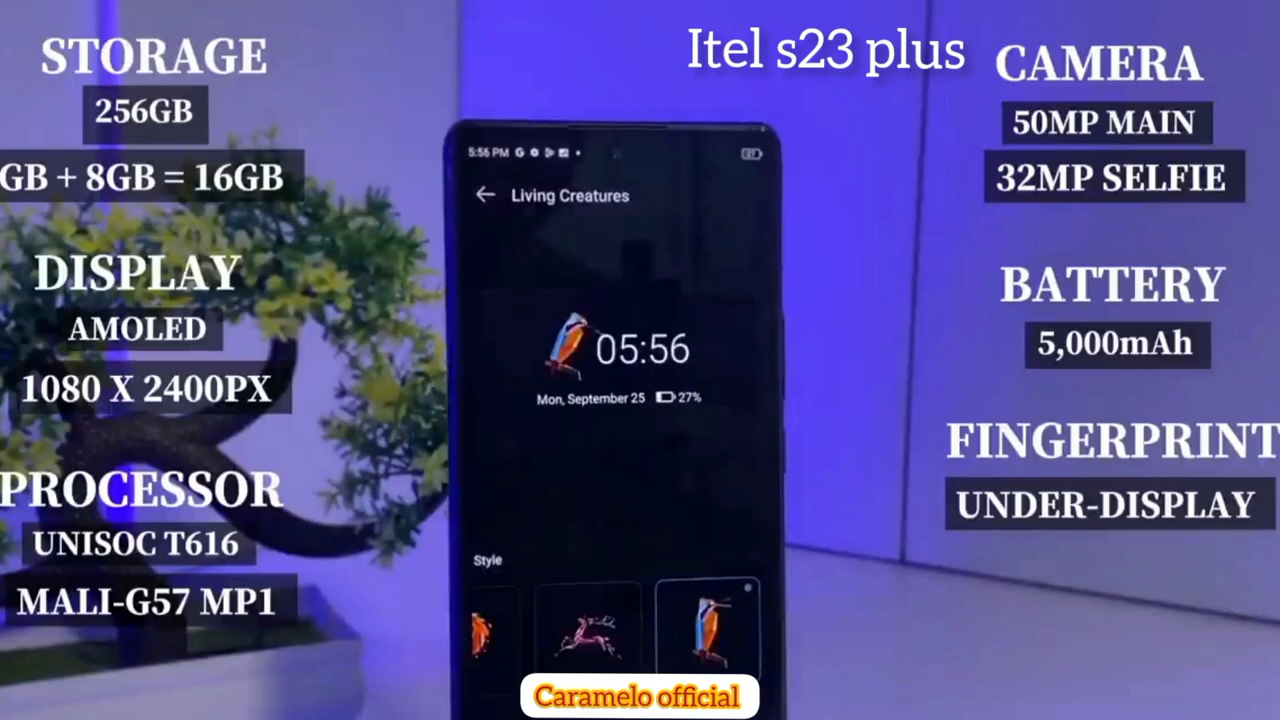 STORAGE
256GB
GB + 8GB = 16GB
DISPLAY
AMOLED
1080 X 2400PX
PROCESSOR
UNISOC T616
MALI-G57 MP1
Itel s23 plus
5:56 PM
27
Living Creatures
05:56
Mon, September 25 27%
Style
Caramelo official
CAMERA
50MP MAIN
32MP SELFIE
BATTERY
5,000mAh
FINGERPRINT
UNDER-DISPLAY